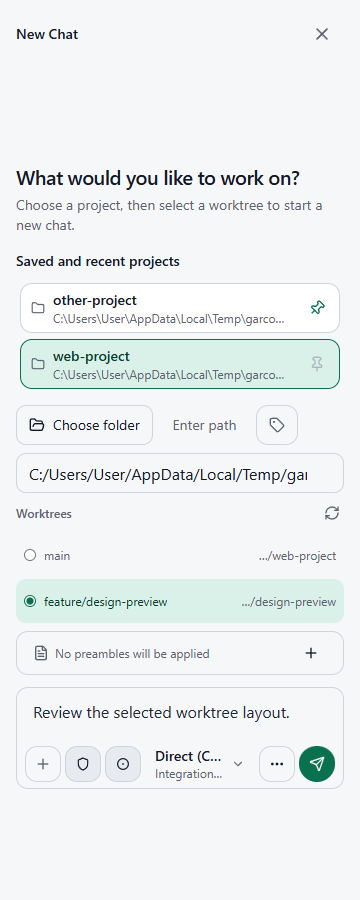 New Chat
What would you like to work on?
Choose a project, then select a worktree to start a
new chat.
Saved and recent projects
other-project
C:\Users\User\AppData\Local\Temp\garco...
web-project
C:\Users\User\AppData\Local\Temp\garco...
Choose folder
Enter path
C:/Users/User/AppData/Local/Temp/gar
Worktrees
main
.../web-project
feature/design-preview
.../design-preview
No preambles will be applied
Review the selected worktree layout.
Direct (C...
Integration...